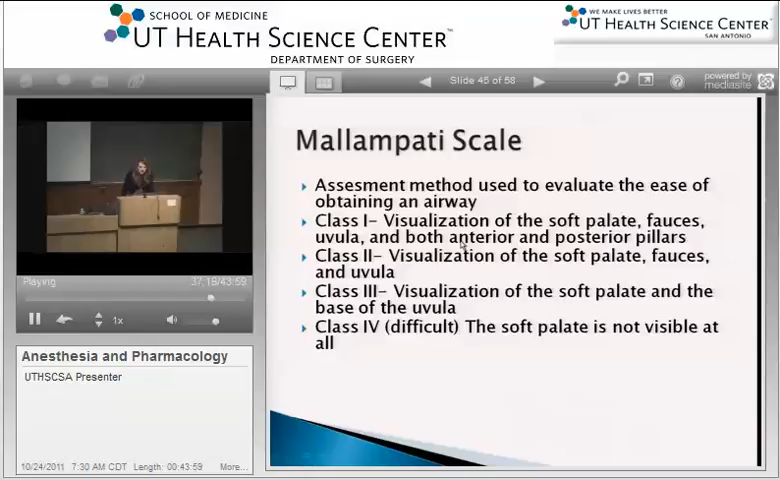 SCHOOL OF MEDICINE
UT HEALTH SCIENCE CENTER™
DEPARTMENT OF SURGERY
WE MAKE LIVES BETTER
UT HEALTH SCIENCE CENTER
SAN ANTONIO
Slide 45 of 58
powered by
mediasite
Mallampati Scale
Assesment method used to evaluate the ease of
obtaining an airway
Class I- Visualization of the soft palate, fauces,
uvula, and both anterior and posterior pillars
Class II- Visualization of the soft palate, fauces,
and uvula
Class III- Visualization of the soft palate and the
base of the uvula
Class IV (difficult) The soft palate is not visible at
all
Playing
37:18/43:59
1x
Anesthesia and Pharmacology
UTHSCSA Presenter
10/24/2011 7:30 AM CDT Length: 00:43:59 More...